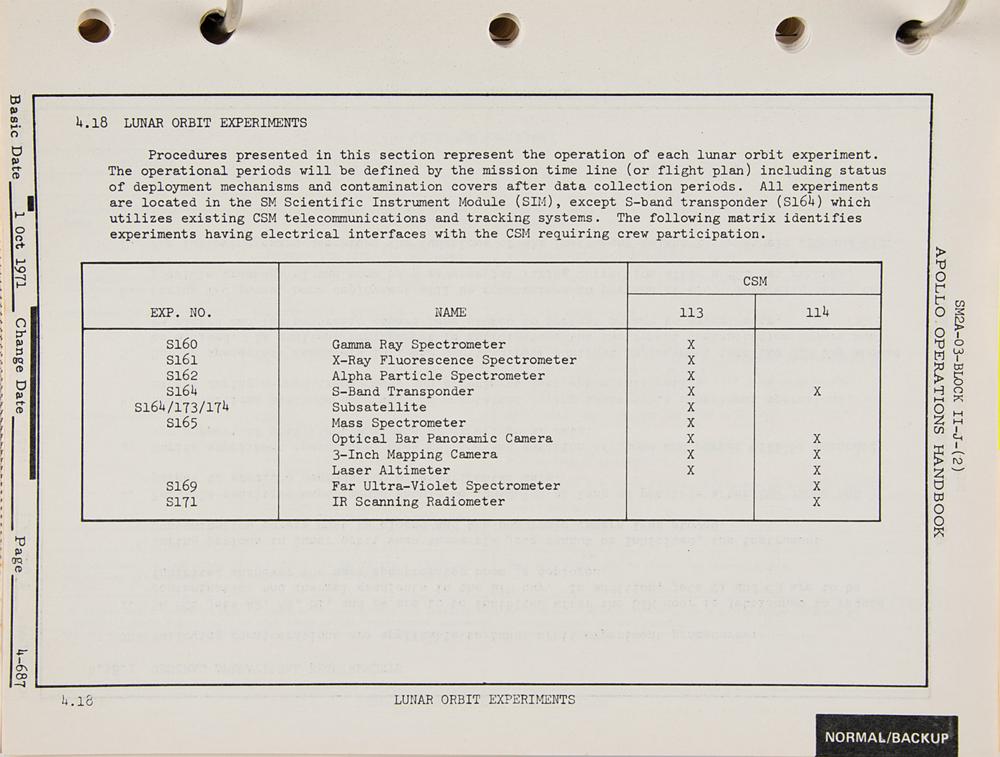 4.18 LUNAR ORBIT EXPERIMENTS
Procedures presented in this section represent the operation of each lunar orbit experiment.
The operational periods will be defined by the mission time line (or flight plan) including status
of deployment mechanisms and contamination covers after data collection periods. All experiments
are located in the SM Scientific Instrument Module (SIM), except S-band transponder (S164) which
utilizes existing CSM telecommunications and tracking systems. The following matrix identifies
experiments having electrical interfaces with the CSM requiring crew participation.
CSM
EXP. NO. NAME 113 114
S160 Gamma Ray Spectrometer X
S161 X-Ray Fluorescence Spectrometer X
S162 Alpha Particle Spectrometer X
S164 S-Band Transponder X X
S164/173/174 Subsatellite X
S165 Mass Spectrometer X
Optical Bar Panoramic Camera X X
3-Inch Mapping Camera X X
Laser Altimeter X X
S169 Far Ultra-Violet Spectrometer X
S171 IR Scanning Radiometer X
4.18 LUNAR ORBIT EXPERIMENTS
NORMAL/BACKUP
Basic Date 1 Oct 1971 Change Date Page 4-687
SM2A-03-BLOCK II-J-(2)
APOLLO OPERATIONS HANDBOOK